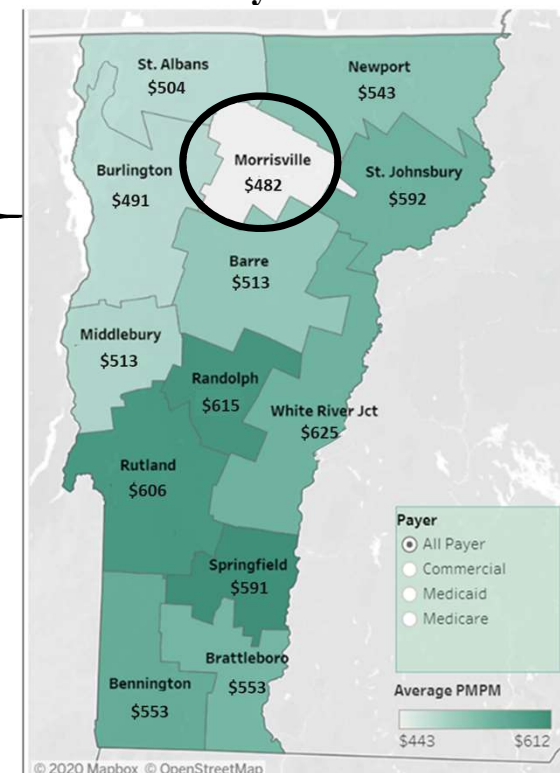 St. Albans
$504
Newport
$543
Morrisville
$482
Burlington
$491
St. Johnsbury
$592
Barre
$513
Middlebury
$513
Randolph
$615
White River Jct
$625
Rutland
$606
Springfield
$591
Brattleboro
$553
Bennington
$553
Payer
All Payer
Commercial
Medicaid
Medicare
Average PMPM
$443 $612
© 2020 Mapbox © OpenStreetMap